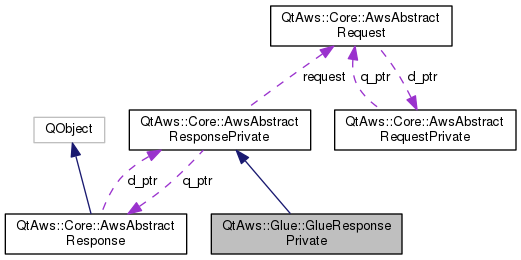 QtAws::Core::AwsAbstract
Request
request
q_ptr
d_ptr
QObject
QtAws::Core::AwsAbstract
ResponsePrivate
QtAws::Core::AwsAbstract
RequestPrivate
d_ptr
q_ptr
QtAws::Core::AwsAbstract
Response
QtAws::Glue::GlueResponse
Private